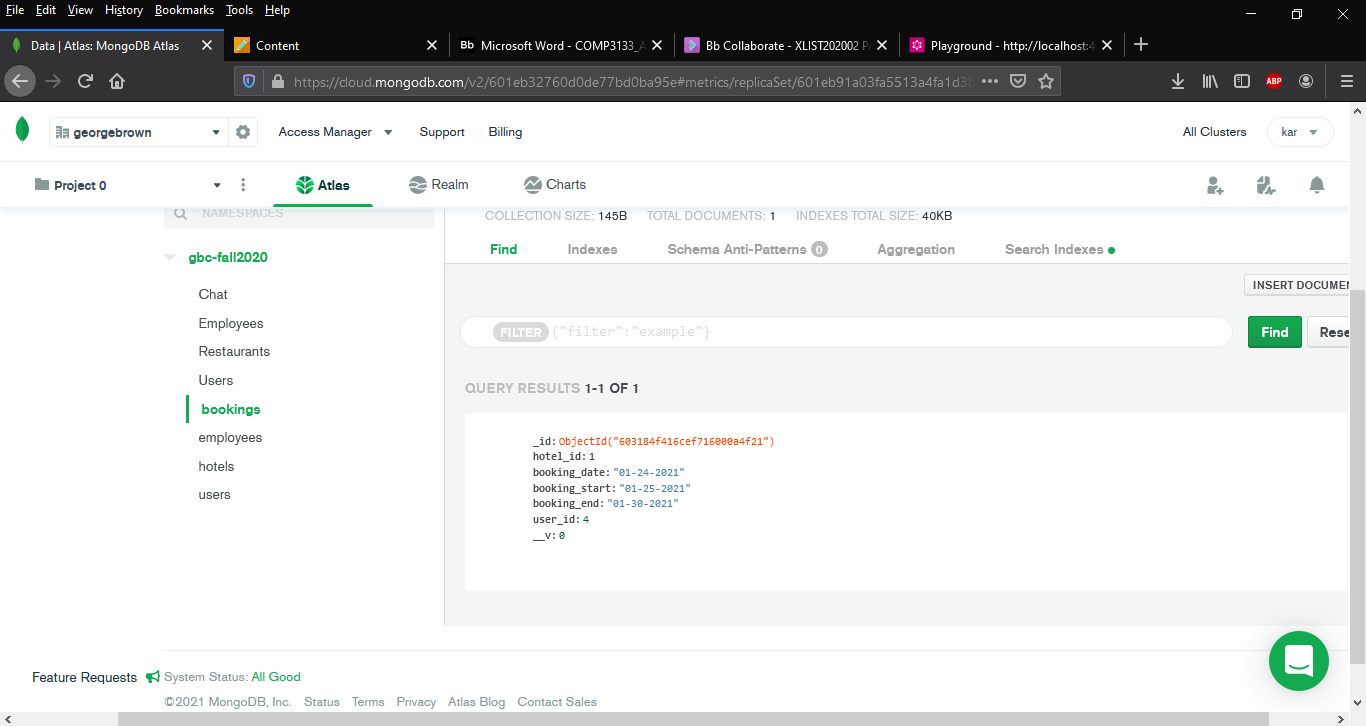 File Edit View History Bookmarks Tools Help
Data | Atlas: MongoDB Atlas Content Bb Microsoft Word - COMP3133_A Bb Collaborate - XLIST202002 P Playground - http://localhost:4
https://cloud.mongodb.com/v2/601eb32760d0de77bd0ba95e#metrics/replicaSet/601eb91a03fa5513a4fa1d3b ABP
georgebrown Access Manager Support Billing All Clusters kar
Project 0 Atlas Realm Charts
NAMESPACES
COLLECTION SIZE: 145B TOTAL DOCUMENTS: 1 INDEXES TOTAL SIZE: 40KB
Find Indexes Schema Anti-Patterns 0 Aggregation Search Indexes
gbc-fall2020
Chat
Employees
Restaurants
Users
bookings
employees
hotels
users
INSERT DOCUMEN
FILTER {"filter":"example"} Find Rese
QUERY RESULTS 1-1 OF 1
_id: ObjectId("603184f416cef716000a4f21")
hotel_id: 1
booking_date: "01-24-2021"
booking_start: "01-25-2021"
booking_end: "01-30-2021"
user_id: 4
__v: 0
Feature Requests System Status: All Good
©2021 MongoDB, Inc. Status Terms Privacy Atlas Blog Contact Sales